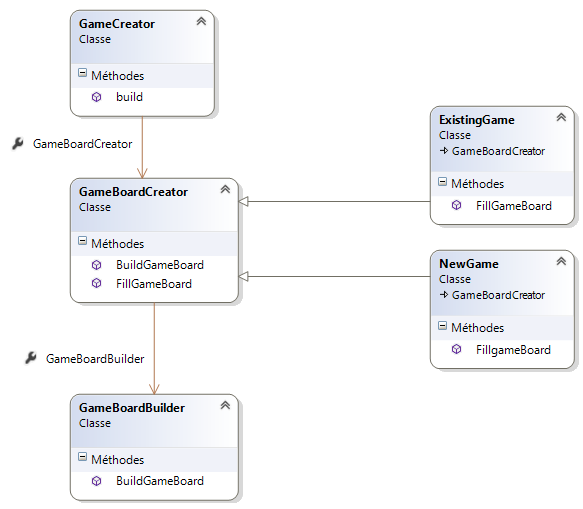 GameCreator
Classe
Méthodes
build
GameBoardCreator
GameBoardCreator
Classe
Méthodes
BuildGameBoard
FillGameBoard
GameBoardBuilder
GameBoardBuilder
Classe
Méthodes
BuildGameBoard
ExistingGame
Classe
GameBoardCreator
Méthodes
FillGameBoard
NewGame
Classe
GameBoardCreator
Méthodes
FillgameBoard